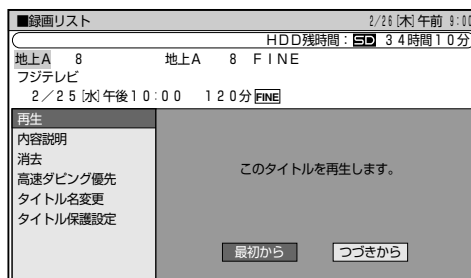 ■録画リスト 2/26[木]午前 9:00
HDD残時間：SD 34時間10分
地上A 8 地上A 8 FINE
フジテレビ
2/25[水]午後10:00 120分 FINE
再生
内容説明
消去
高速ダビング優先
タイトル名変更
タイトル保護設定
このタイトルを再生します。
最初から つづきから